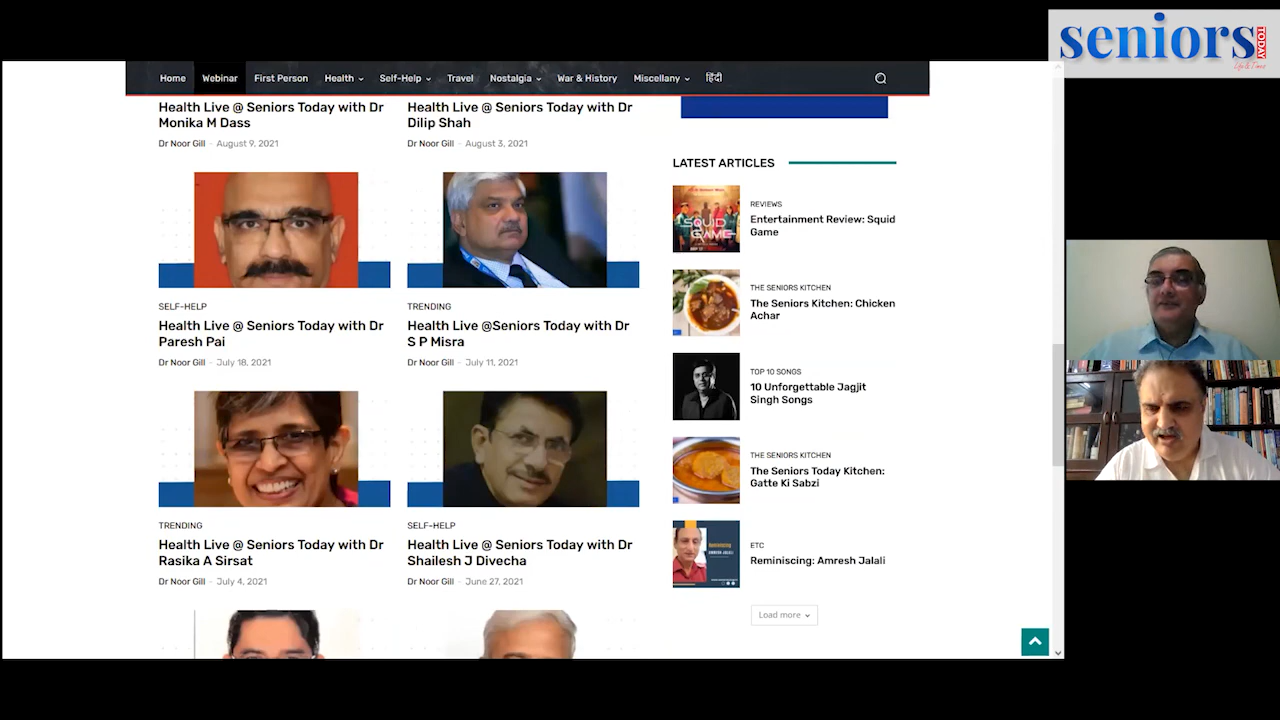 seniors
TODAY
Life & Times
Home Webinar First Person Health Self-Help Travel Nostalgia War & History Miscellany हिंदी
Health Live @ Seniors Today with Dr
Monika M Dass
Dr Noor Gill - August 9, 2021
Health Live @ Seniors Today with Dr
Dilip Shah
Dr Noor Gill - August 3, 2021
SELF-HELP
Health Live @ Seniors Today with Dr
Paresh Pai
Dr Noor Gill - July 18, 2021
TRENDING
Health Live @Seniors Today with Dr
S P Misra
Dr Noor Gill - July 11, 2021
TRENDING
Health Live @ Seniors Today with Dr
Rasika A Sirsat
Dr Noor Gill - July 4, 2021
SELF-HELP
Health Live @ Seniors Today with Dr
Shailesh J Divecha
Dr Noor Gill - June 27, 2021
LATEST ARTICLES
SQUID
GAME
REVIEWS
Entertainment Review: Squid
Game
THE SENIORS KITCHEN
The Seniors Kitchen: Chicken
Achar
TOP 10 SONGS
10 Unforgettable Jagjit
Singh Songs
THE SENIORS KITCHEN
The Seniors Today Kitchen:
Gatte Ki Sabzi
Reminiscing
AMRESH JALALI
ETC
Reminiscing: Amresh Jalali
Load more